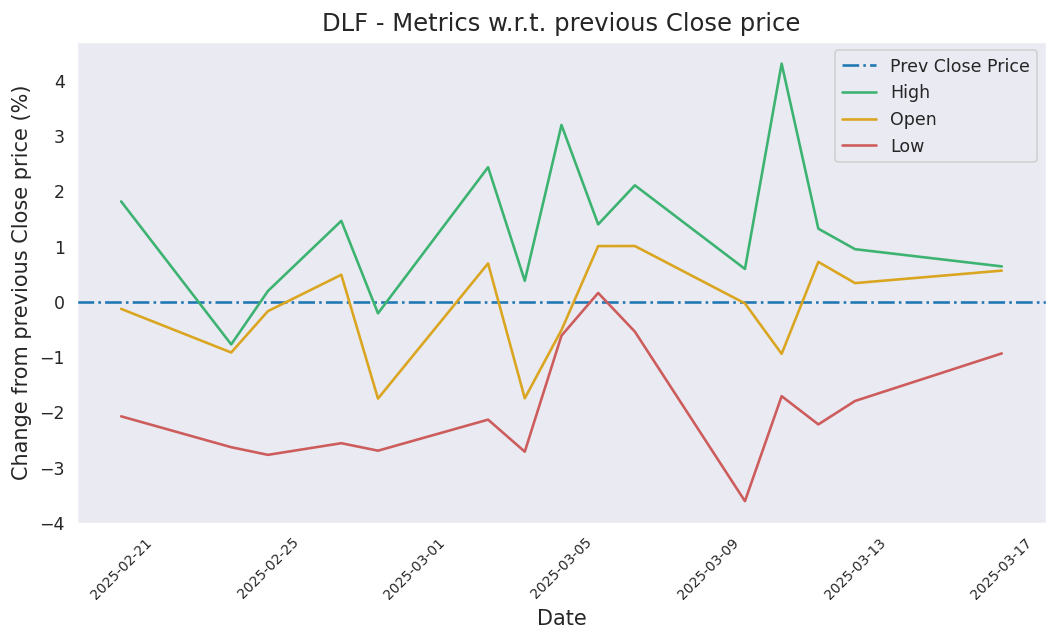 DLF - Metrics w.r.t. previous Close price
Change from previous Close price (%)
4
3
2
1
0
−1
−2
−3
−4
Prev Close Price
High
Open
Low
2025-02-21
2025-02-25
2025-03-01
2025-03-05
2025-03-09
2025-03-13
2025-03-17
Date